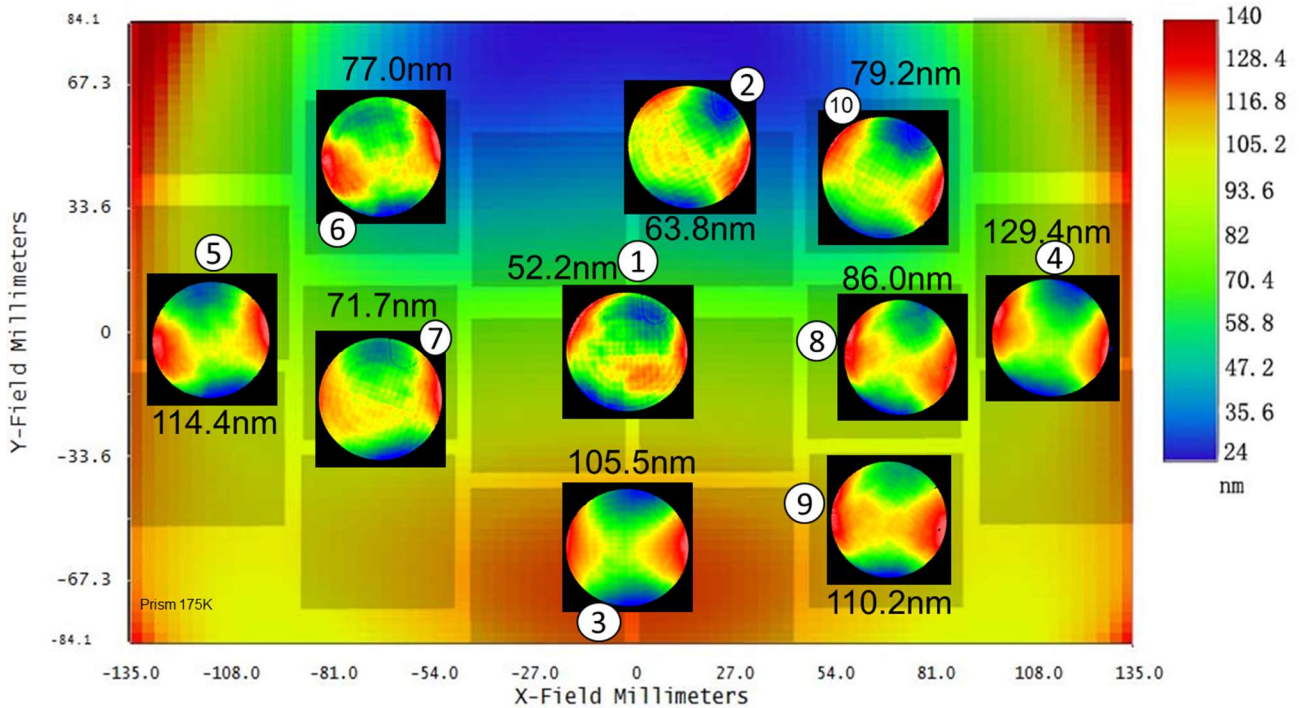 84.1
67.3
33.6
0
-33.6
-67.3
-84.1
Y-Field Millimeters
77.0nm
2
79.2nm
10
6
63.8nm
5
52.2nm
1
129.4nm
4
71.7nm
7
86.0nm
8
114.4nm
105.5nm
9
3
110.2nm
Prism 175K
-135.0 -108.0 -81.0 -54.0 -27.0 0 27.0 54.0 81.0 108.0 135.0
X-Field Millimeters
140
128.4
116.8
105.2
93.6
82
70.4
58.8
47.2
35.6
24
nm